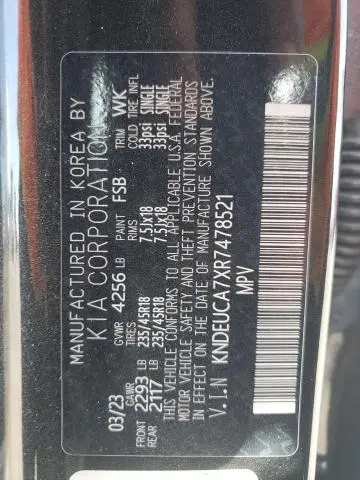 MANUFACTURED IN KOREA BY
KIA CORPORATION
03/23 GVWR 4256 LB PAINT FSB TRIM WK
GAWR TIRES RIMS COLD TIRE INFL
FRONT 2293 LB 235/45R18 7.5Jx18 33psi SINGLE
REAR 2117 LB 235/45R18 7.5Jx18 33psi SINGLE
THIS VEHICLE CONFORMS TO ALL APPLICABLE U.S.A. FEDERAL
MOTOR VEHICLE SAFETY AND THEFT PREVENTION STANDARDS
IN EFFECT ON THE DATE OF MANUFACTURE SHOWN ABOVE.
V.I.N KNDEUCA7XR7478521
MPV